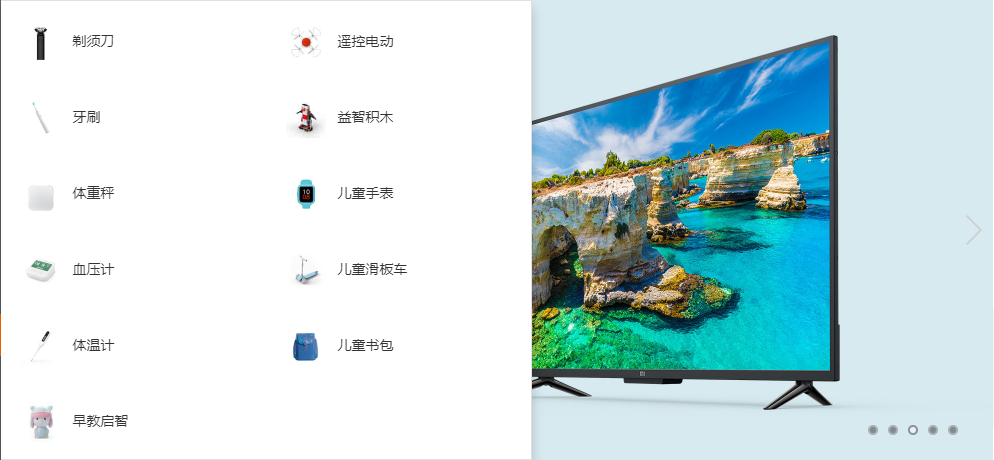 剃须刀
遥控电动
牙刷
益智积木
体重秤
儿童手表
血压计
儿童滑板车
体温计
儿童书包
早教启智